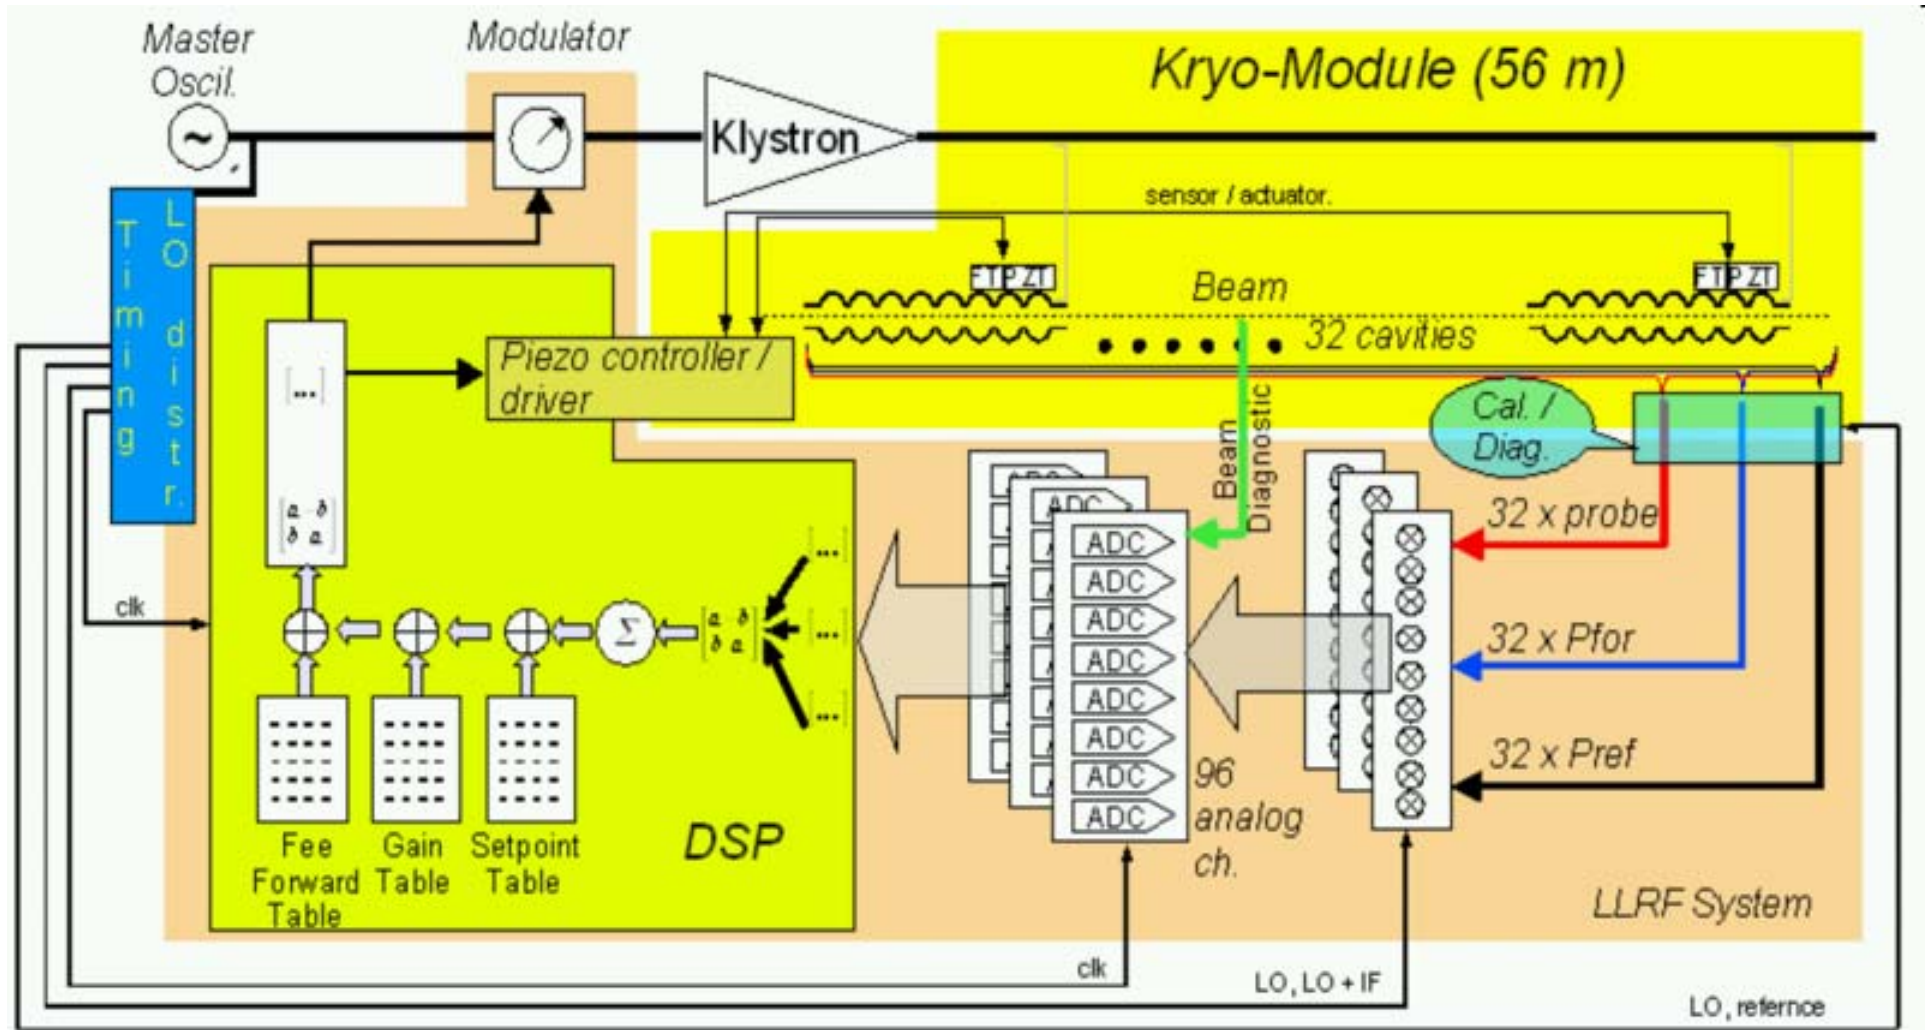 Master
Oscil.
~
Modulator
Klystron
Kryo-Module (56 m)
sensor / actuator.
FT PZT
FT PZT
Beam
32 cavities
Timing
LO distr.
[...]
Piezo controller /
driver
Beam
Diagnostic
Cal. /
Diag.
32 x probe
32 x Pfor
32 x Pref
ADC
ADC
ADC
ADC
ADC
ADC
ADC
ADC
ADC
96
analog
ch.
clk
Σ
...
...
...
Fee
Forward
Table
Gain
Table
Setpoint
Table
DSP
LLRF System
clk
LO, LO + IF
LO, refernce